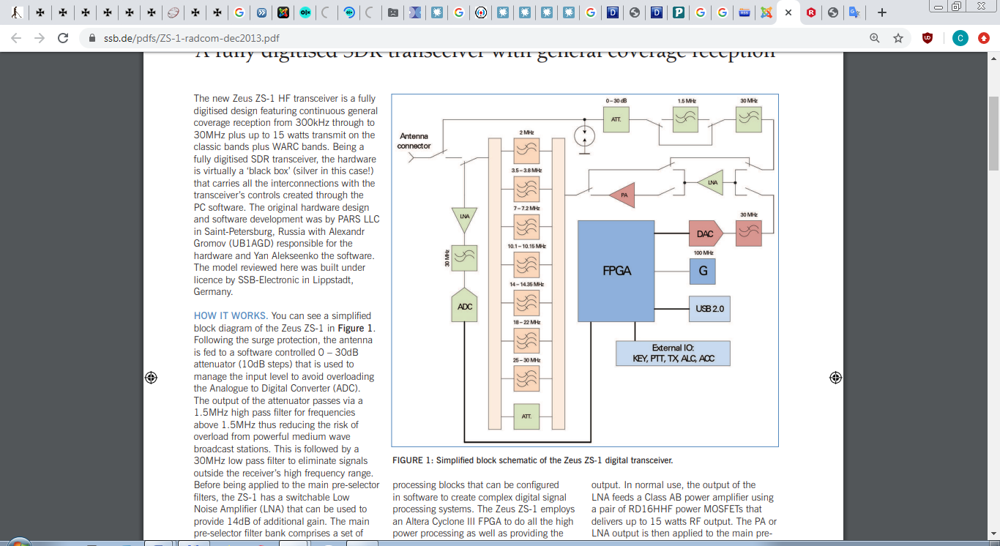 ssb.de/pdfs/ZS-1-radcom-dec2013.pdf
A fully digitised SDR transceiver with general coverage reception
The new Zeus ZS-1 HF transceiver is a fully
digitised design featuring continuous general
coverage reception from 300kHz through to
30MHz plus up to 15 watts transmit on the
classic bands plus WARC bands. Being a
fully digitised SDR transceiver, the hardware
is virtually a ‘black box’ (silver in this case!)
that carries all the interconnections with the
transceiver's controls created through the
PC software. The original hardware design
and software development was by PARS LLC
in Saint-Petersburg, Russia with Alexandr
Gromov (UB1AGD) responsible for the
hardware and Yan Alekseenko the software.
The model reviewed here was built under
licence by SSB-Electronic in Lippstadt,
Germany.
HOW IT WORKS. You can see a simplified
block diagram of the Zeus ZS-1 in Figure 1.
Following the surge protection, the antenna
is fed to a software controlled 0 – 30dB
attenuator (10dB steps) that is used to
manage the input level to avoid overloading
the Analogue to Digital Converter (ADC).
The output of the attenuator passes via a
1.5MHz high pass filter for frequencies
above 1.5MHz thus reducing the risk of
overload from powerful medium wave
broadcast stations. This is followed by a
30MHz low pass filter to eliminate signals
outside the receiver's high frequency range.
Before being applied to the main pre-selector
filters, the ZS-1 has a switchable Low
Noise Amplifier (LNA) that can be used to
provide 14dB of additional gain. The main
pre-selector filter bank comprises a set of
0 – 30 dB
1.5 MHz
30 MHz
ATT.
Antenna
connector
2 MHz
3.5 – 3.8 MHz
LNA
PA
7 – 7.2 MHz
LNA
30 MHz
DAC
10.1 – 10.15 MHz
30 MHz
100 MHz
FPGA
G
14 – 14.35 MHz
ADC
USB 2.0
18 – 22 MHz
External IO:
KEY, PTT, TX, ALC, ACC
25 – 30 MHz
ATT.
FIGURE 1: Simplified block schematic of the Zeus ZS-1 digital transceiver.
processing blocks that can be configured
in software to create complex digital signal
processing systems. The Zeus ZS-1 employs
an Altera Cyclone III FPGA to do all the high
power processing as well as providing the
output. In normal use, the output of the
LNA feeds a Class AB power amplifier using
a pair of RD16HHF power MOSFETs that
delivers up to 15 watts RF output. The PA or
LNA output is then applied to the main pre-